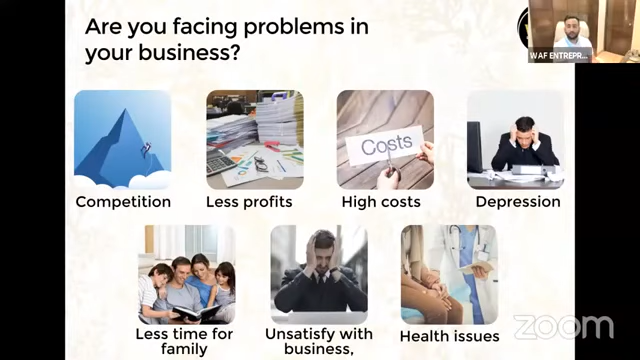 Are you facing problems in
your business?
WAF ENTREPR...
Costs
Competition
Less profits
High costs
Depression
Less time for
family
Unsatisfy with
business,
Health issues
zoom